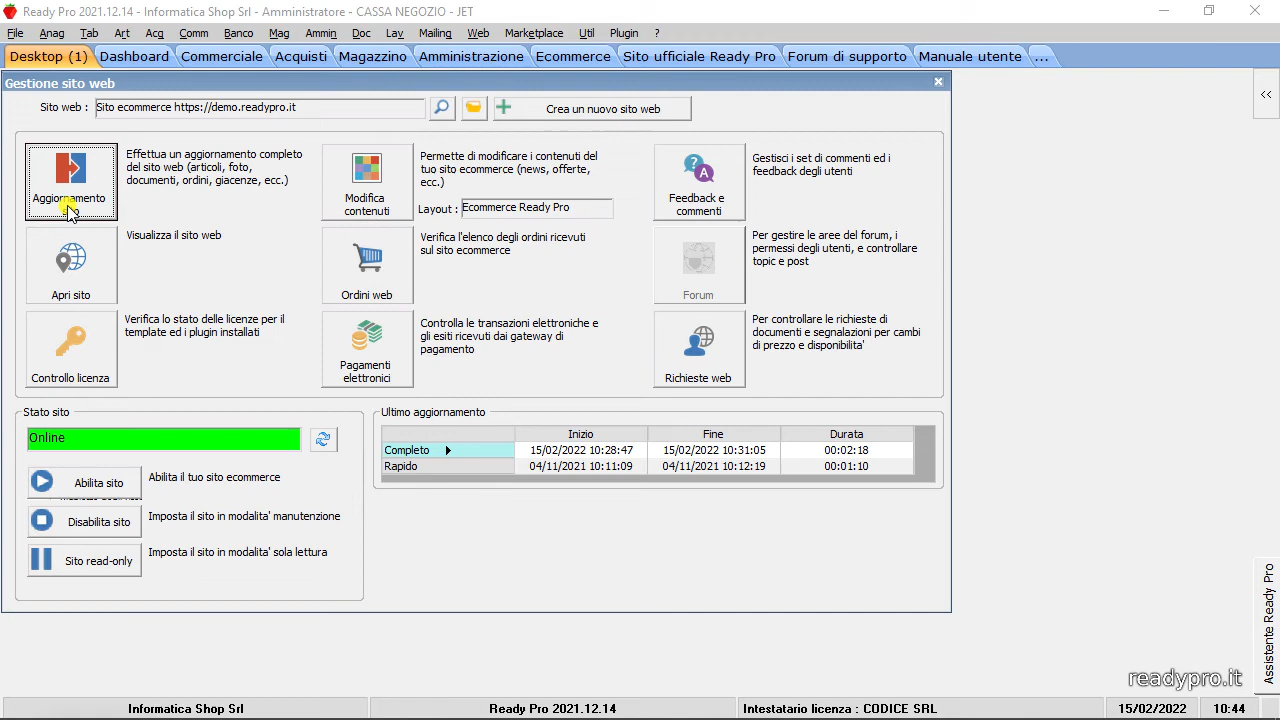 Ready Pro 2021.12.14 - Informatica Shop Srl - Amministratore - CASSA NEGOZIO - JET
File Anag Tab Art Acq Comm Banco Mag Ammin Doc Lav Mailing Web Marketplace Util Plugin ?
Desktop (1) Dashboard Commerciale Acquisti Magazzino Amministrazione Ecommerce Sito ufficiale Ready Pro Forum di supporto Manuale utente ...
Gestione sito web
Sito web : Sito ecommerce https://demo.readypro.it Crea un nuovo sito web
Aggiornamento
Effettua un aggiornamento completo
del sito web (articoli, foto,
documenti, ordini, giacenze, ecc.)
Modifica
contenuti
Permette di modificare i contenuti del
tuo sito ecommerce (news, offerte,
ecc.)
Layout : Ecommerce Ready Pro
Feedback e
commenti
Gestisci i set di commenti ed i
feedback degli utenti
Apri sito
Visualizza il sito web
Ordini web
Verifica l'elenco degli ordini ricevuti
sul sito ecommerce
Forum
Per gestire le aree del forum, i
permessi degli utenti, e controllare
topic e post
Controllo licenza
Verifica lo stato delle licenze per il
template ed i plugin installati
Pagamenti
elettronici
Controlla le transazioni elettroniche e
gli esiti ricevuti dai gateway di
pagamento
Richieste web
Per controllare le richieste di
documenti e segnalazioni per cambi
di prezzo e disponibilita'
Stato sito
Online
Abilita sito
Abilita il tuo sito ecommerce
Disabilita sito
Imposta il sito in modalita' manutenzione
Sito read-only
Imposta il sito in modalita' sola lettura
Ultimo aggiornamento
Inizio Fine Durata
Completo 15/02/2022 10:28:47 15/02/2022 10:31:05 00:02:18
Rapido 04/11/2021 10:11:09 04/11/2021 10:12:19 00:01:10
<<
Assistente Ready Pro
readypro.it
Informatica Shop Srl Ready Pro 2021.12.14 Intestatario licenza : CODICE SRL 15/02/2022 10:44